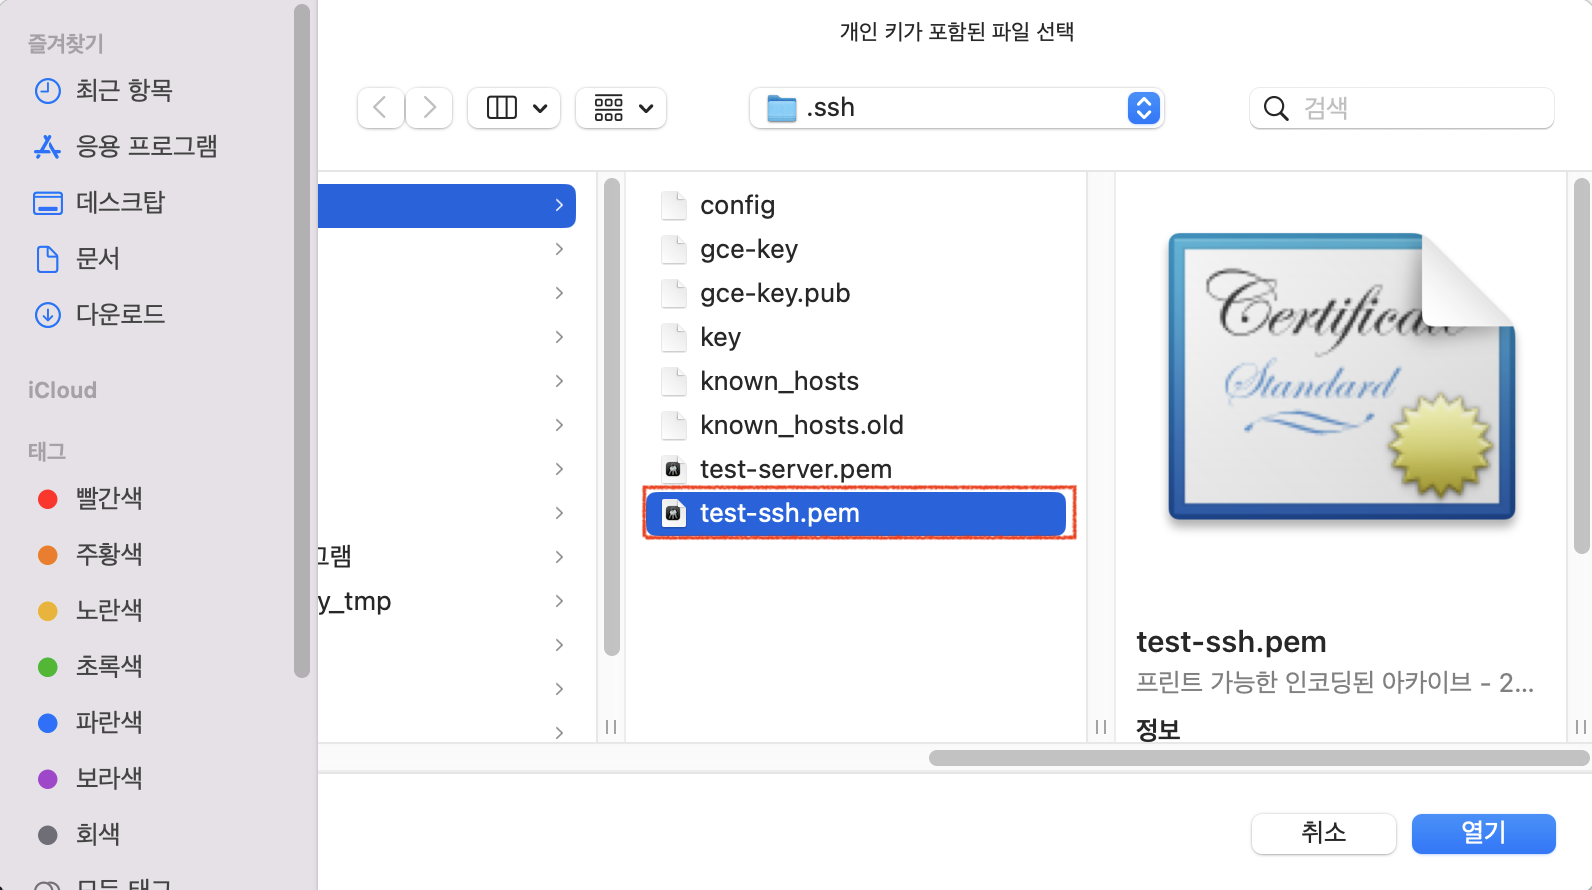 즐겨찾기
최근 항목
응용 프로그램
데스크탑
문서
다운로드
iCloud
태그
빨간색
주황색
노란색
초록색
파란색
보라색
회색
모든 태그
개인 키가 포함된 파일 선택
.ssh
검색
그램
y_tmp
config
gce-key
gce-key.pub
key
known_hosts
known_hosts.old
test-server.pem
test-ssh.pem
Certificate
Standard
test-ssh.pem
프린트 가능한 인코딩된 아카이브 - 2...
정보
취소
열기